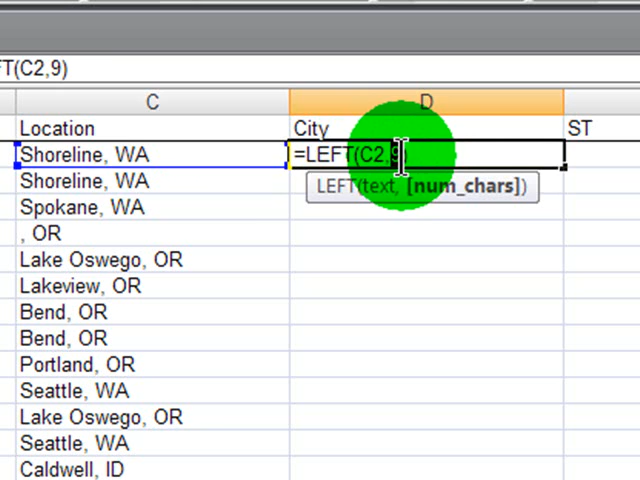 FT(C2,9)
C D
Location City ST
Shoreline, WA =LEFT(C2,9)
Shoreline, WA LEFT(text, [num_chars])
Spokane, WA
, OR
Lake Oswego, OR
Lakeview, OR
Bend, OR
Bend, OR
Portland, OR
Seattle, WA
Lake Oswego, OR
Seattle, WA
Caldwell, ID